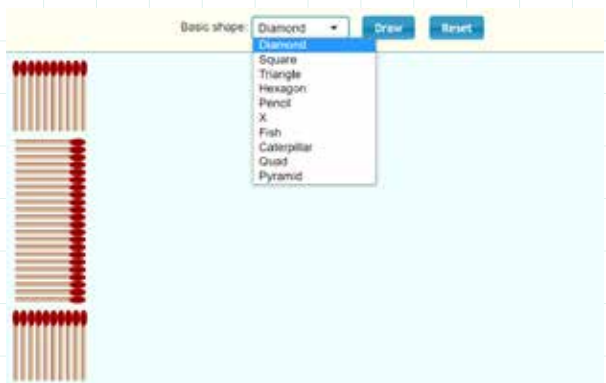 Basic shape: Diamond Draw Reset
Diamond
Square
Triangle
Hexagon
Pencil
X
Fish
Caterpillar
Quad
Pyramid